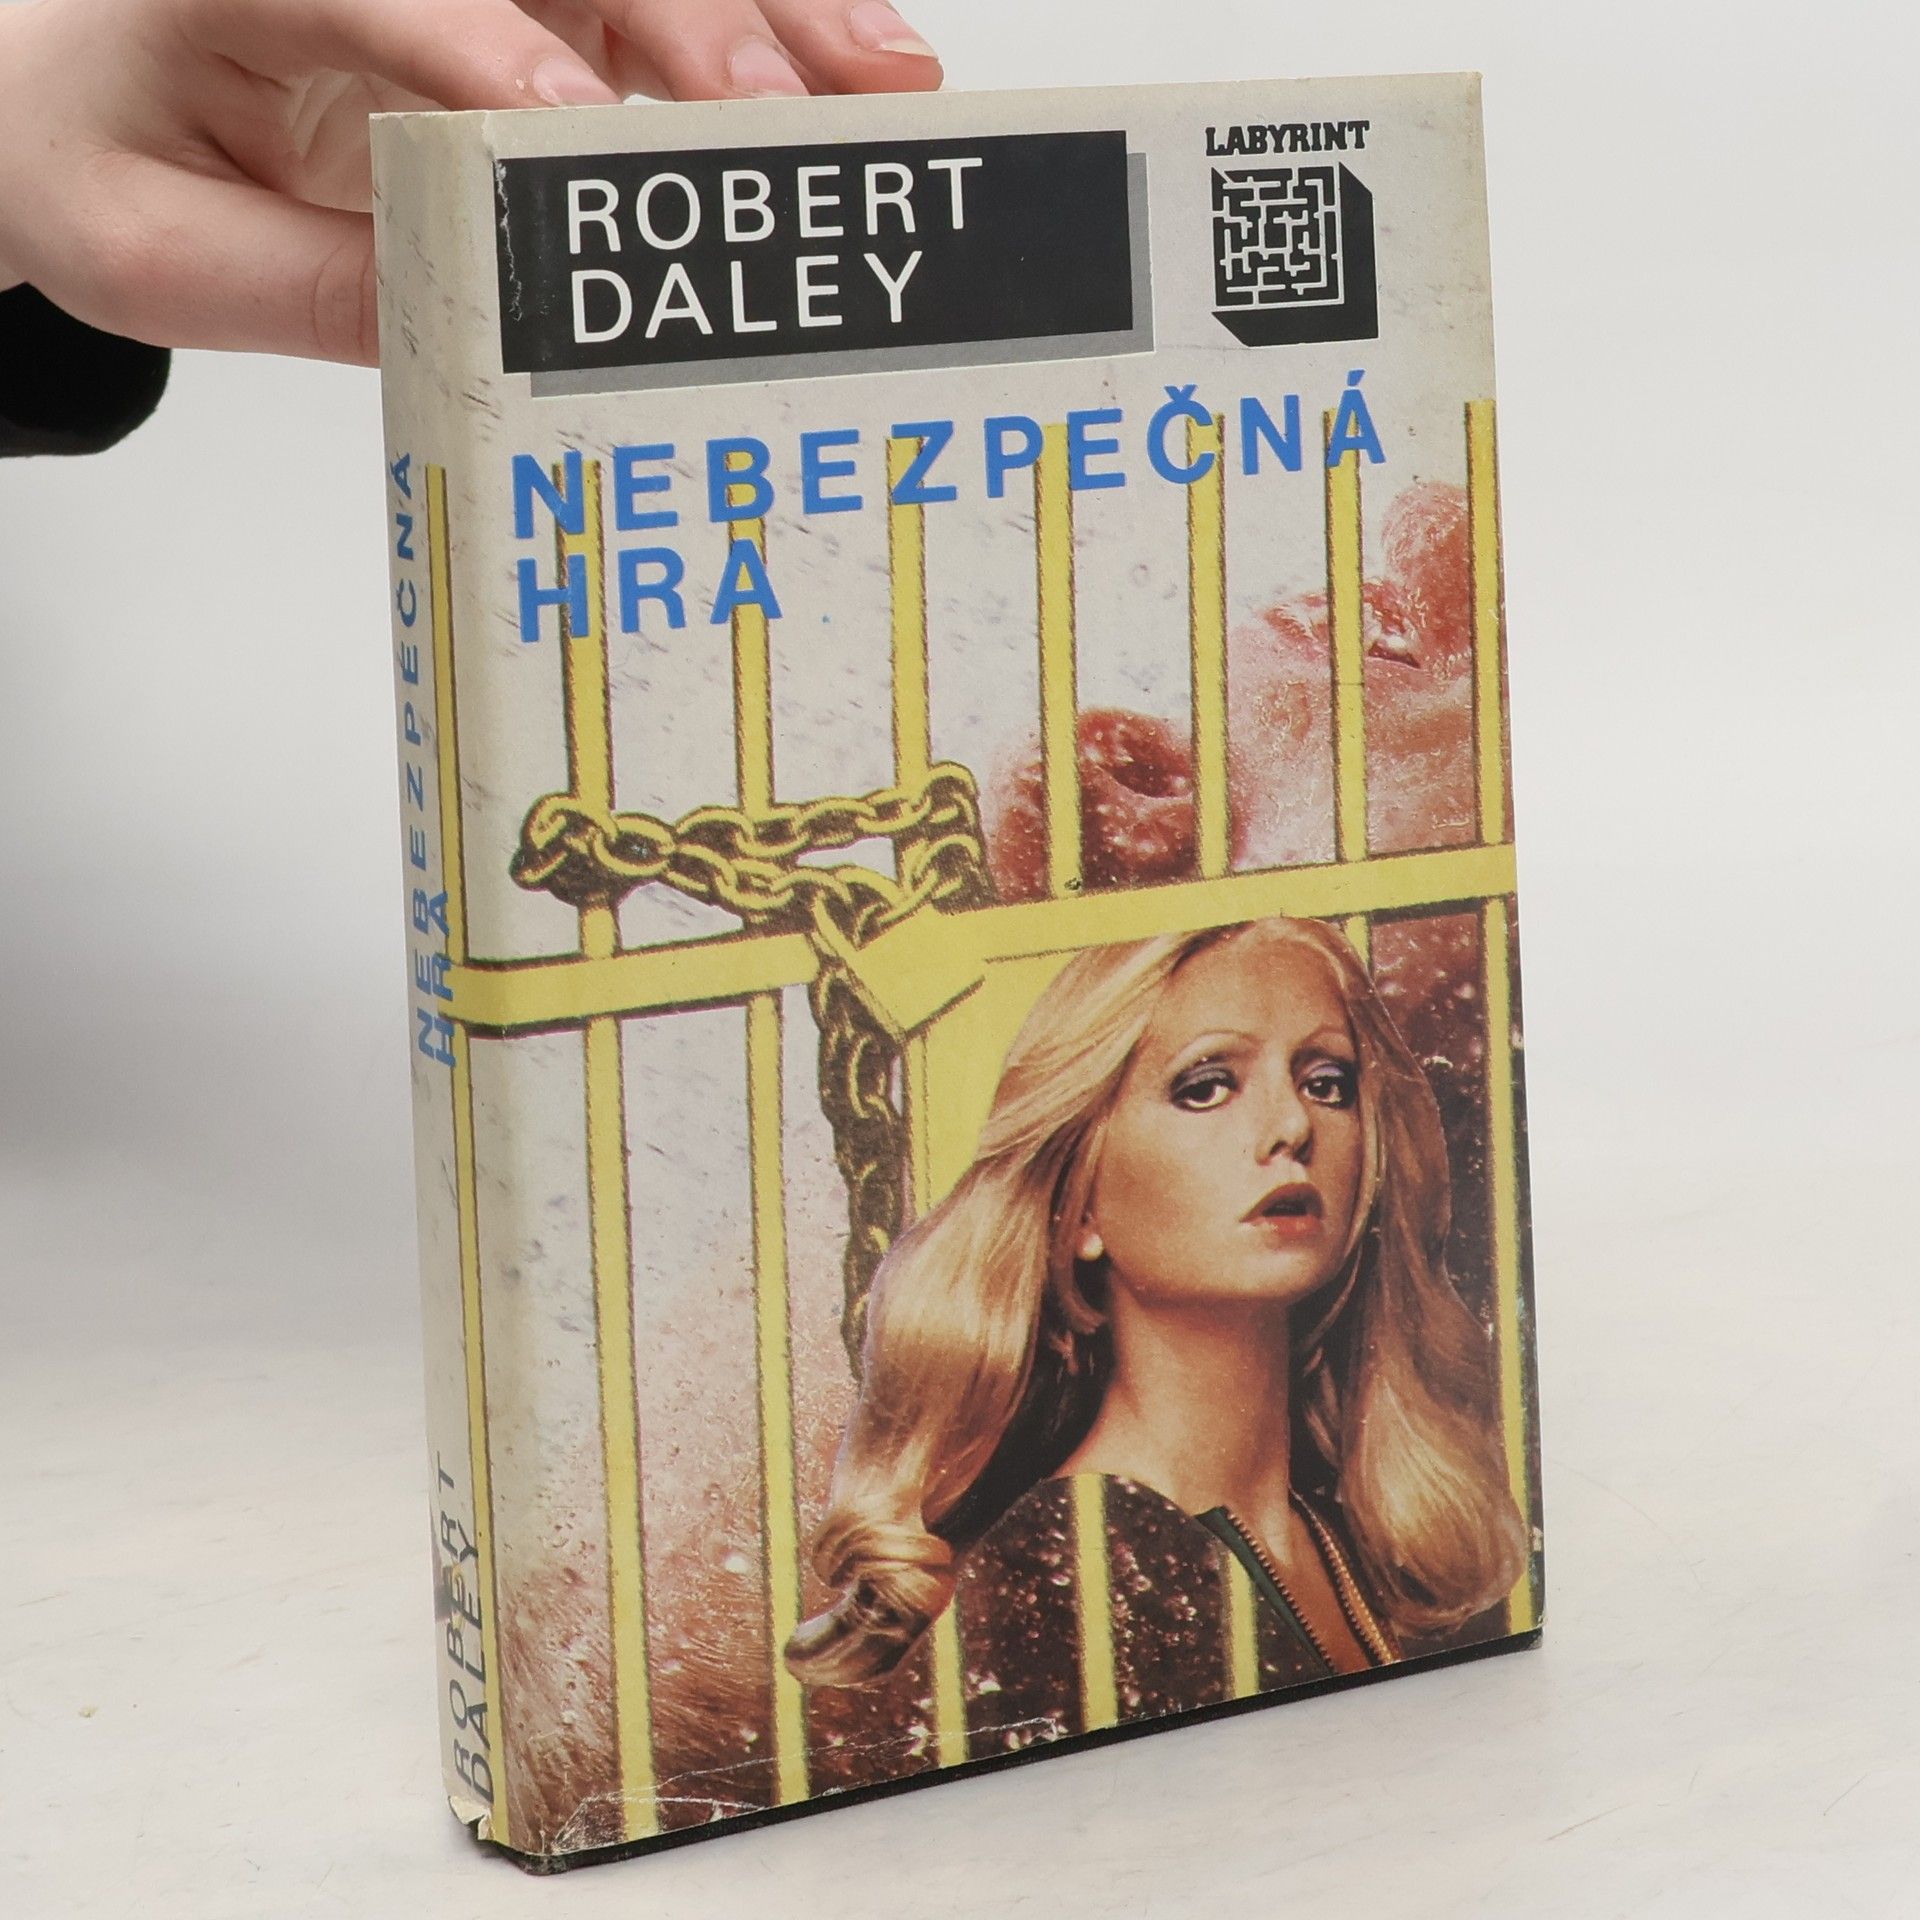 ROBERT
DALEY
LABYRINT
NEBEZPEČNÁ
HRA
NEBEZPEČNÁ
HRA
ROBERT
DALEY